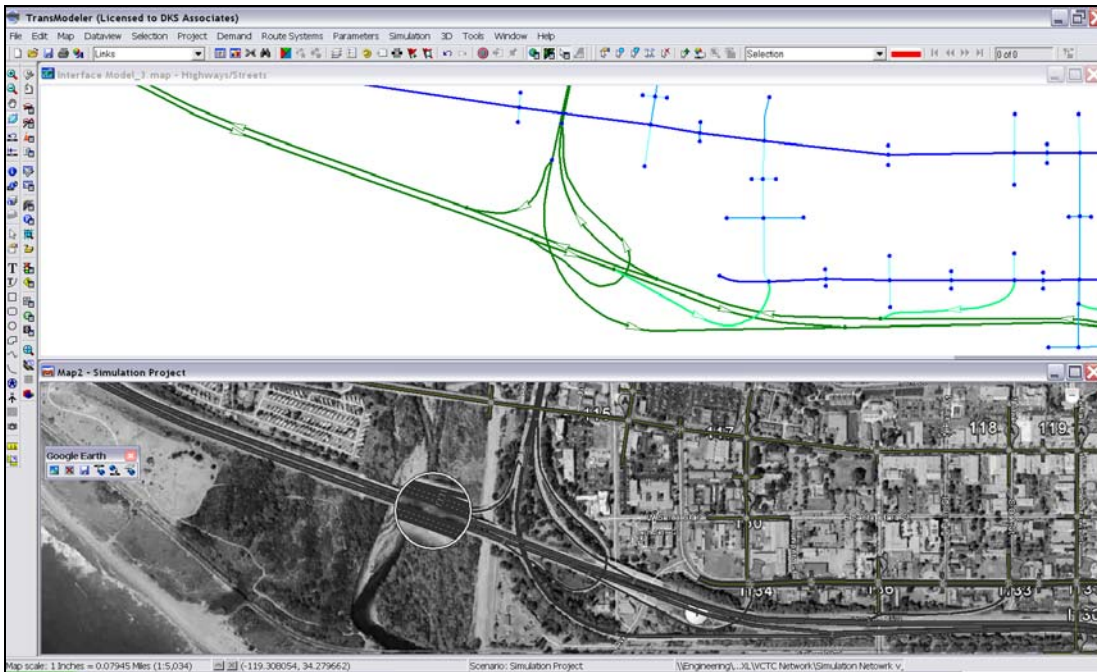 TransModeler (Licensed to DKS Associates)
File Edit Map Dataview Selection Project Demand Route Systems Parameters Simulation 3D Tools Window Help
Links
Selection
0 of 0
Interface Model_3 map - Highways/Streets
Map2 - Simulation Project
Google Earth
115
117
118
119
Map scale: 1 Inches = 0.07945 Miles (1:5,034)
(-119.308054, 34.279662)
Scenario: Simulation Project